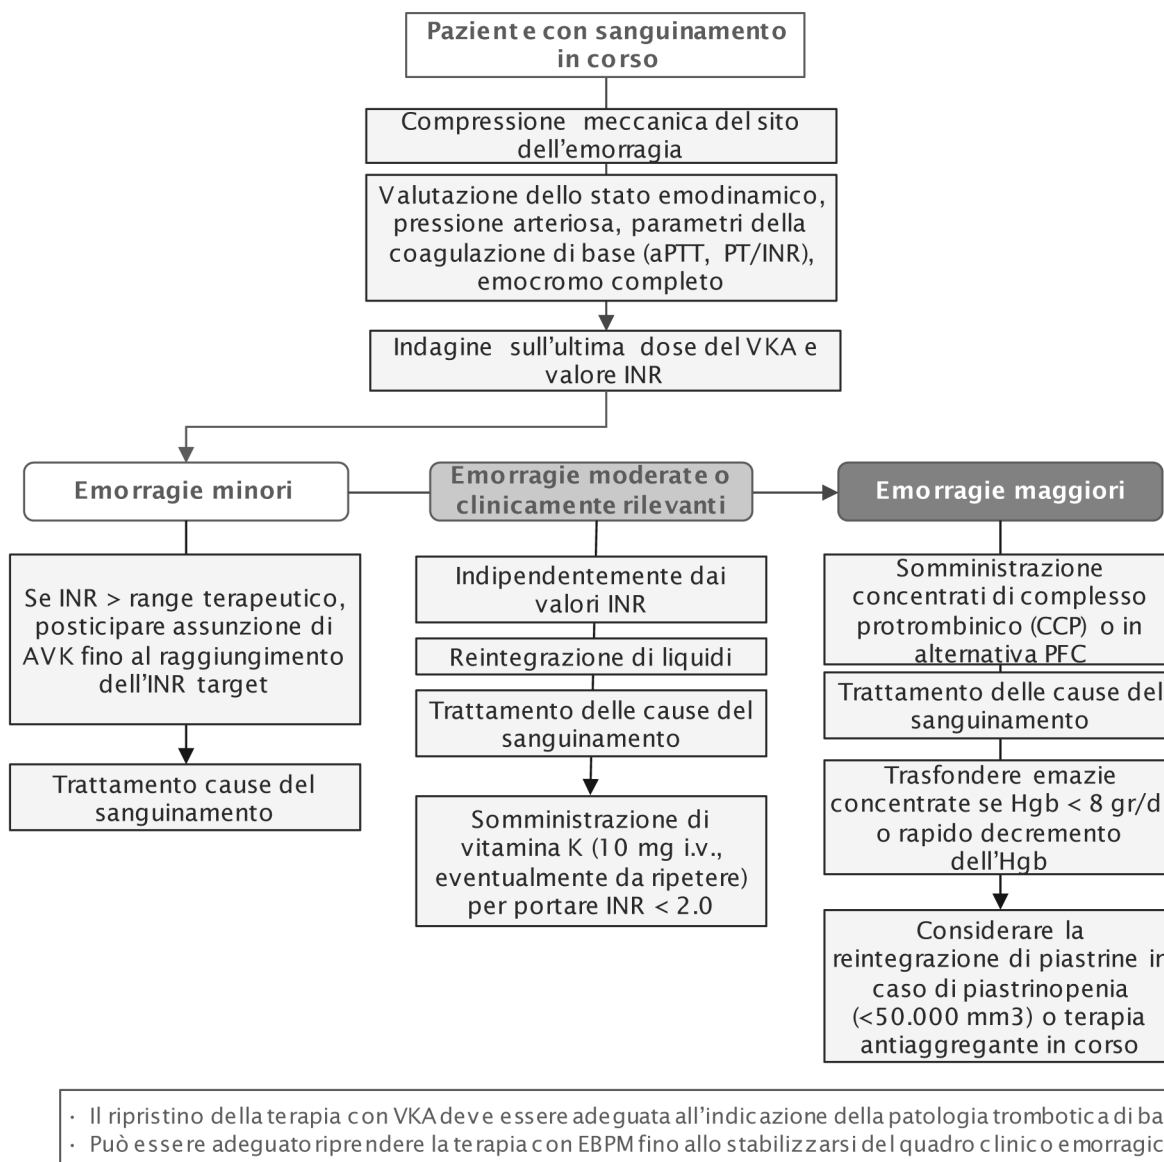 Paziente con sanguinamento
in corso
Compressione meccanica del sito
dell'emorragia
Valutazione dello stato emodinamico,
pressione arteriosa, parametri della
coagulazione di base (aPTT, PT/INR),
emocromo completo
Indagine sull'ultima dose del VKA e
valore INR
Emorragie minori
Emorragie moderate o
clinicamente rilevanti
Emorragie maggiori
Se INR > range terapeutico,
posticipare assunzione di
AVK fino al raggiungimento
dell'INR target
Trattamento cause del
sanguinamento
Indipendentemente dai
valori INR
Reintegrazione di liquidi
Trattamento delle cause del
sanguinamento
Somministrazione di
vitamina K (10 mg i.v.,
eventualmente da ripetere)
per portare INR < 2.0
Somministrazione
concentrati di complesso
protrombinico (CCP) o in
alternativa PFC
Trattamento delle cause del
sanguinamento
Trasfondere emazie
concentrate se Hgb < 8 gr/d
o rapido decremento
dell'Hgb
Considerare la
reintegrazione di piastrine in
caso di piastrinopenia
(<50.000 mm3) o terapia
antiaggregante in corso
· Il ripristino della terapia con VKA deve essere adeguata all'indicazione della patologia trombotica di ba
· Può essere adeguato riprendere la terapia con EBPM fino allo stabilizzarsi del quadro clinico emorragic